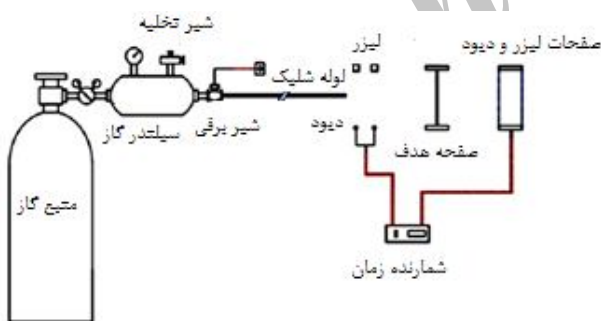 شیر تخلیه
لیزر
صفحات لیزر و دیود
لوله شلیک
شیر برقی
سیلندر گاز
دیود
صفحه هدف
منبع گاز
شمارنده زمان